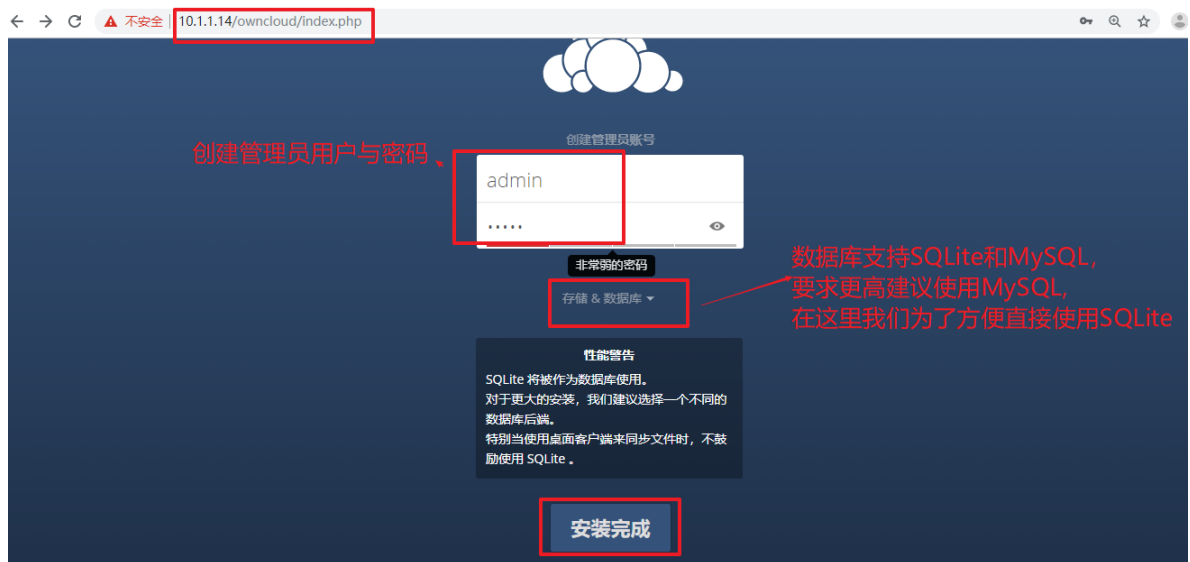 不安全 10.1.1.14/owncloud/index.php
创建管理员账号
创建管理员用户与密码
admin
•••••
非常弱的密码
存储 & 数据库
数据库支持SQLite和MySQL,
要求更高建议使用MySQL,
在这里我们为了方便直接使用SQLite
性能警告
SQLite 将被作为数据库使用。
对于更大的安装，我们建议选择一个不同的
数据库后端。
特别当使用桌面客户端来同步文件时，不鼓
励使用 SQLite 。
安装完成